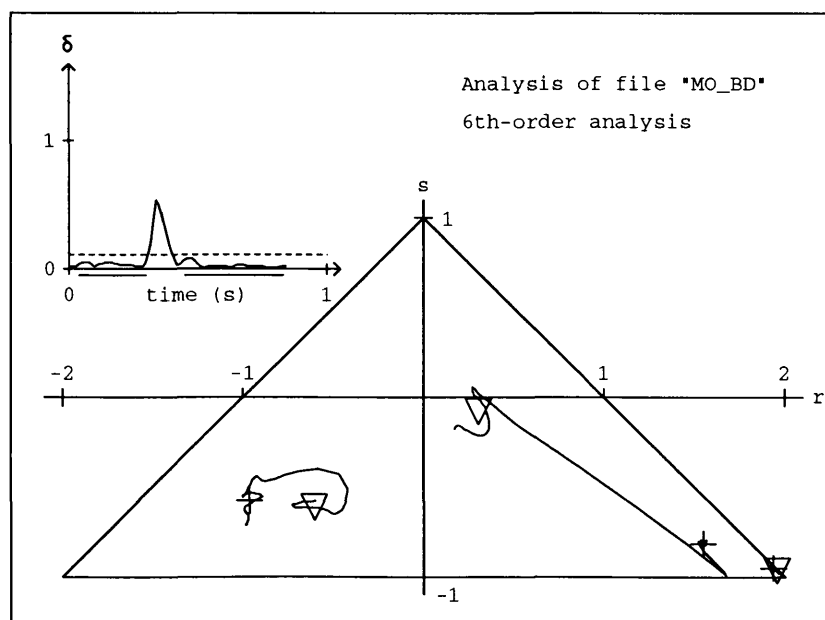 δ
Analysis of file "MO_BD"
6th-order analysis
1
s
1
0
0
time (s)
1
-2
-1
1
2
r
-1